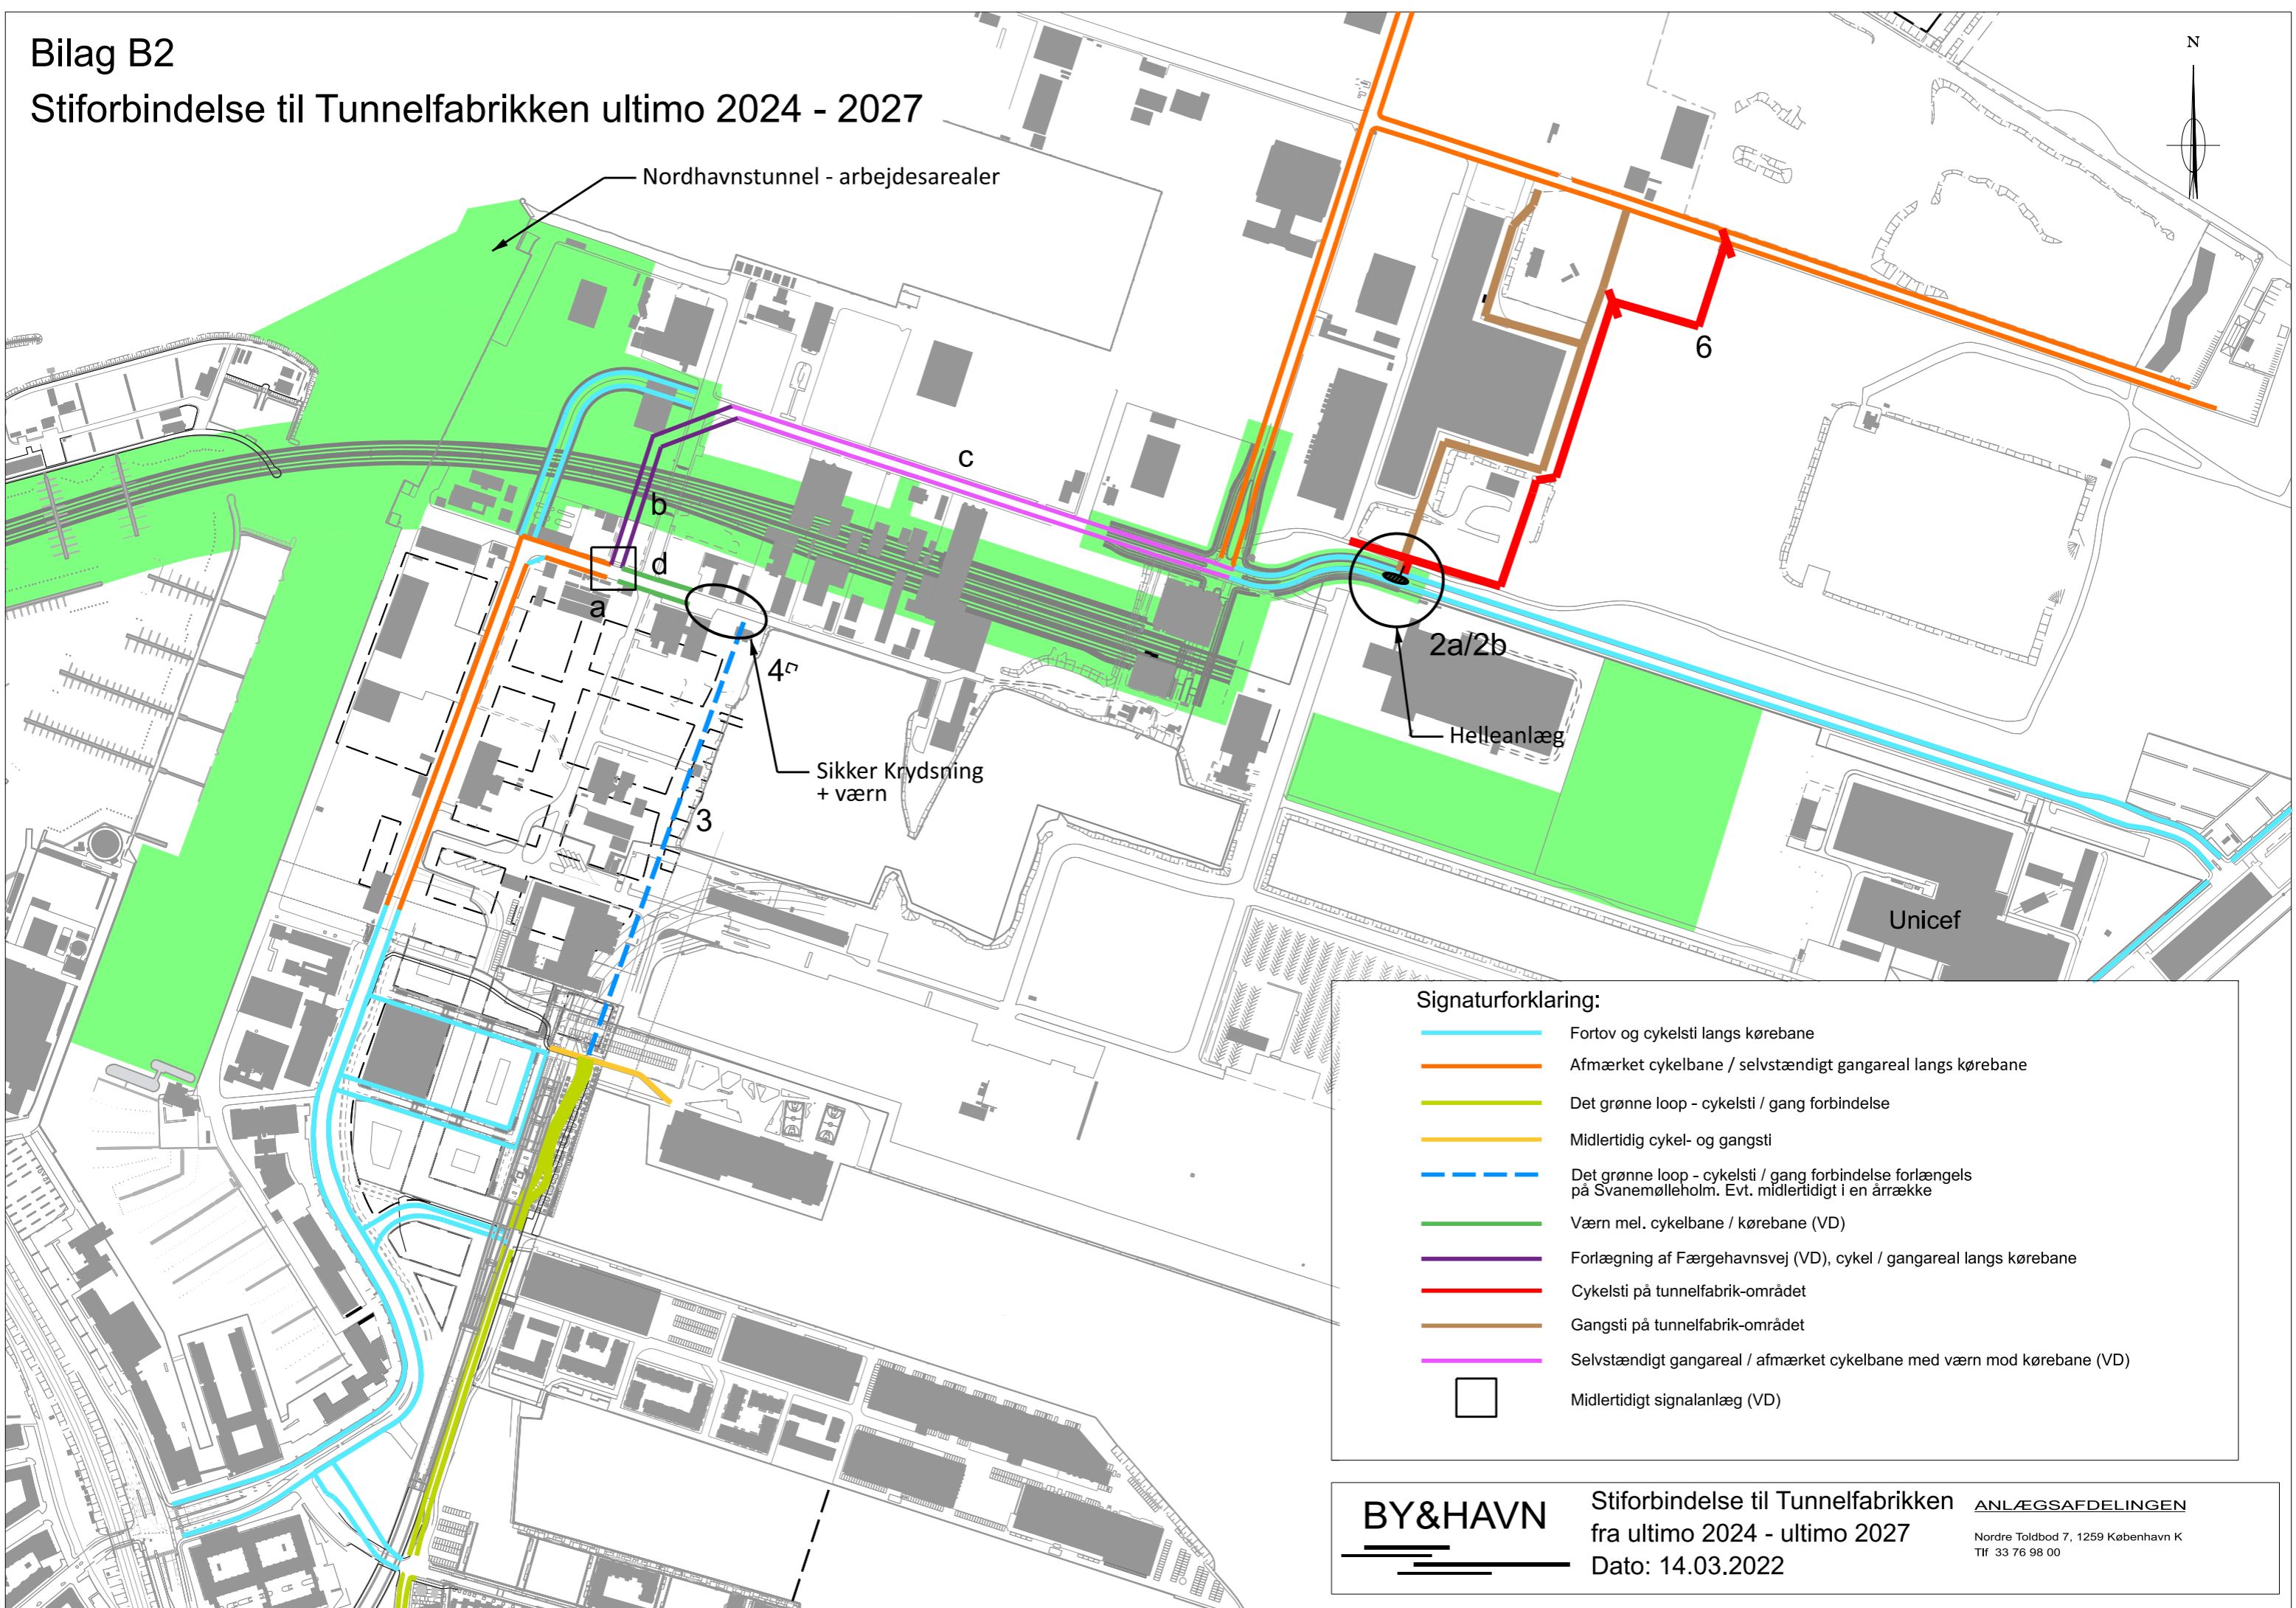 Bilag B2
Stiforbindelse til Tunnelfabrikken ultimo 2024 - 2027
N
Nordhavnstunnel - arbejdesarealer
6
c
b
d
a
2a/2b
4
Helleanlæg
Sikker Krydsning
+ værn
3
Unicef
Signaturforklaring:
Fortov og cykelsti langs kørebane
Afmærket cykelbane / selvstændigt gangareal langs kørebane
Det grønne loop - cykelsti / gang forbindelse
Midlertidig cykel- og gangsti
Det grønne loop - cykelsti / gang forbindelse forlængels
på Svanemølleholm. Evt. midlertidigt i en årrække
Værn mel. cykelbane / kørebane (VD)
Forlægning af Færgehavnsvej (VD), cykel / gangareal langs kørebane
Cykelsti på tunnelfabrik-området
Gangsti på tunnelfabrik-området
Selvstændigt gangareal / afmærket cykelbane med værn mod kørebane (VD)
Midlertidigt signalanlæg (VD)
BY&HAVN
Stiforbindelse til Tunnelfabrikken
fra ultimo 2024 - ultimo 2027
Dato: 14.03.2022
ANLÆGSAFDELINGEN
Nordre Toldbod 7, 1259 København K
Tlf 33 76 98 00